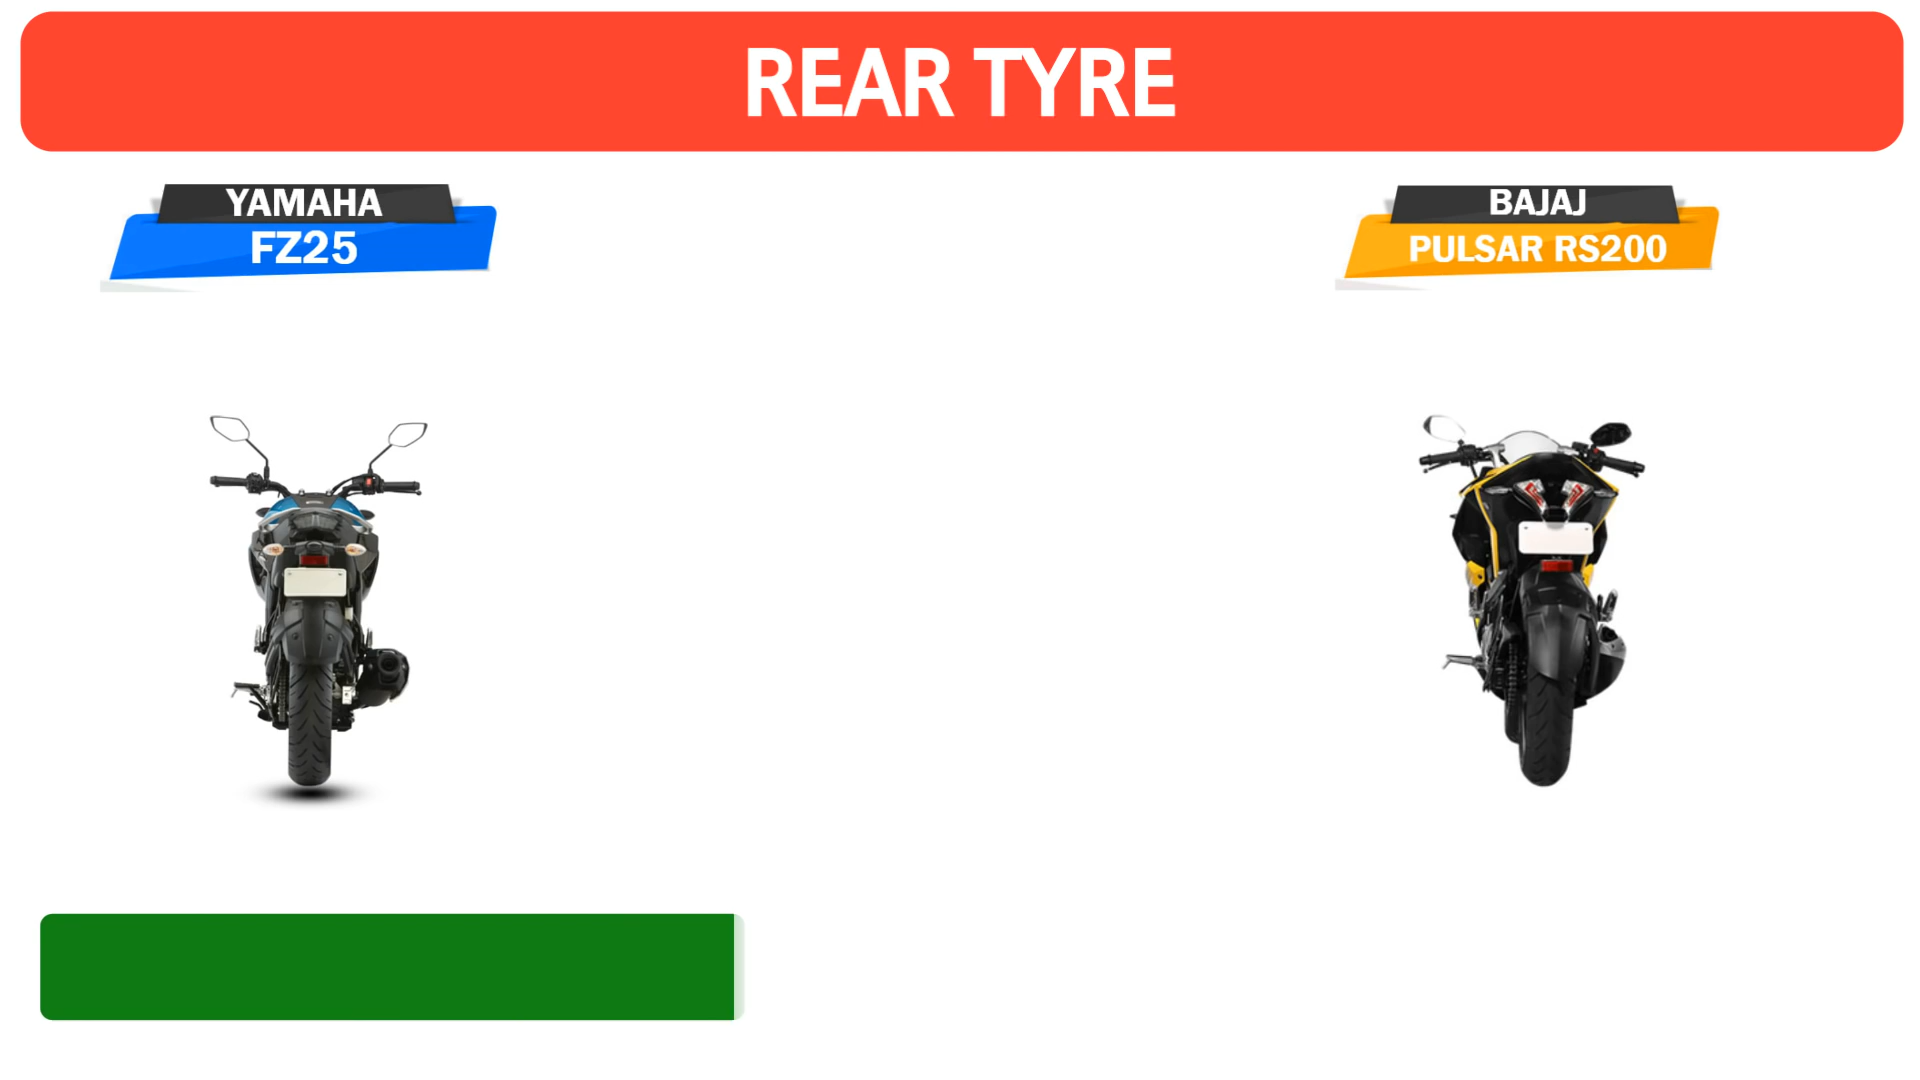 REAR TYRE
YAMAHA
FZ25
BAJAJ
PULSAR RS200